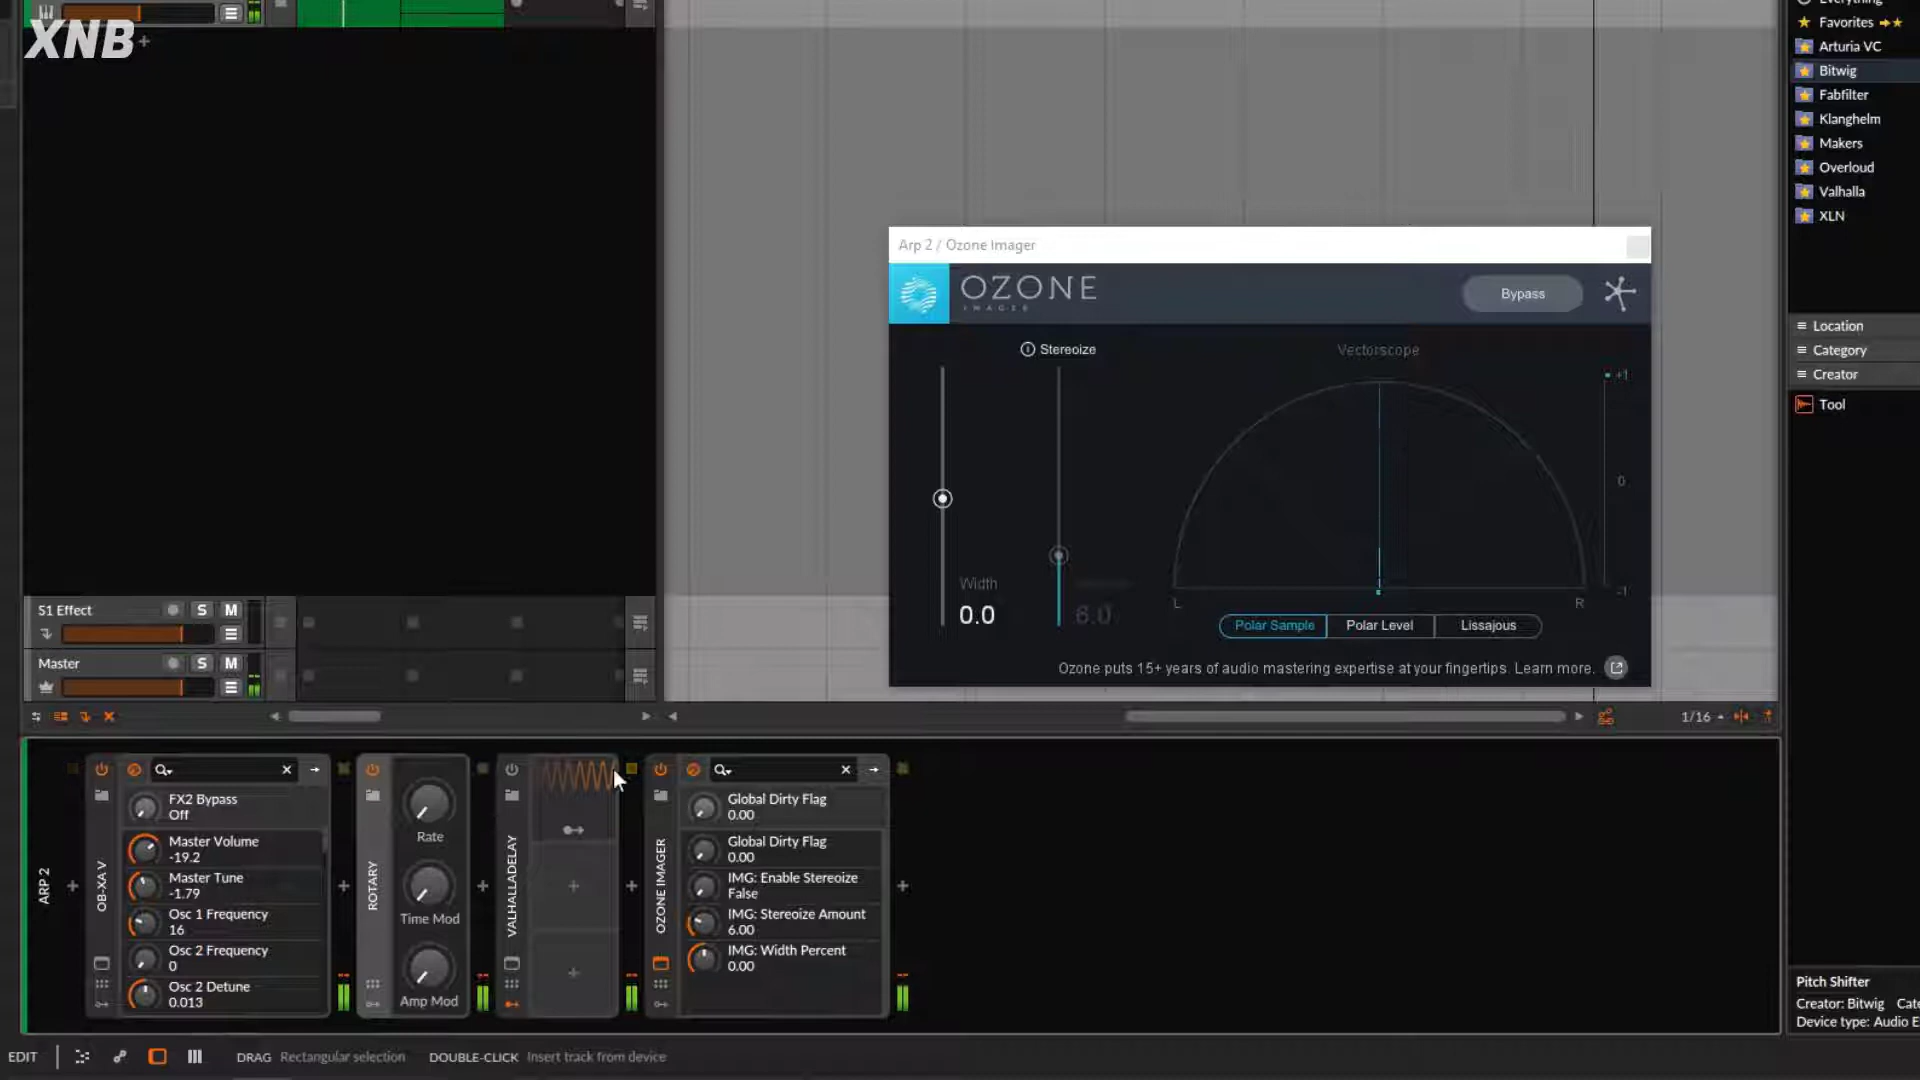 XNB
Everything
Favorites
Arturia VC
Bitwig
Fabfilter
Klanghelm
Makers
Overloud
Valhalla
XLN
Location
Category
Creator
Tool
Arp 2 / Ozone Imager
OZONE
IMAGER
Bypass
Stereoize
Vectorscope
+1
0
-1
Width
0.0
6.0
L
R
Polar Sample
Polar Level
Lissajous
Ozone puts 15+ years of audio mastering expertise at your fingertips. Learn more.
S1 Effect
S
M
Master
S
M
1/16
ARP 2
OB-XA V
FX2 Bypass
Off
Master Volume
-19.2
Master Tune
-1.79
Osc 1 Frequency
16
Osc 2 Frequency
0
Osc 2 Detune
0.013
ROTARY
Rate
Time Mod
Amp Mod
VALHALLADELAY
OZONE IMAGER
Global Dirty Flag
0.00
Global Dirty Flag
0.00
IMG: Enable Stereoize
False
IMG: Stereoize Amount
6.00
IMG: Width Percent
0.00
Pitch Shifter
Creator: Bitwig Cate
Device type: Audio E
EDIT
DRAG Rectangular selection
DOUBLE-CLICK Insert track from device